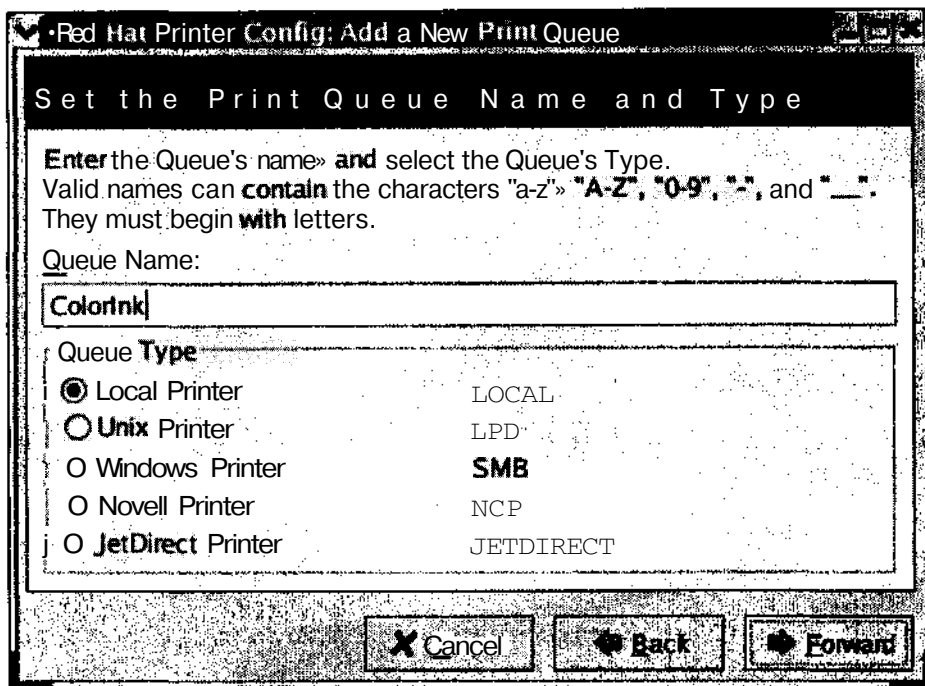 •Red Hat Printer Config: Add a New Print Queue
Set the Print Queue Name and Type
Enter the Queue's name» and select the Queue's Type.
Valid names can contain the characters "a-z"» "A-Z", "0-9", "-", and "__".
They must begin with letters.
Queue Name:
ColorInk
Queue Type
Local Printer LOCAL
Unix Printer LPD
Windows Printer SMB
Novell Printer NCP
JetDirect Printer JETDIRECT
Cancel Back Forward